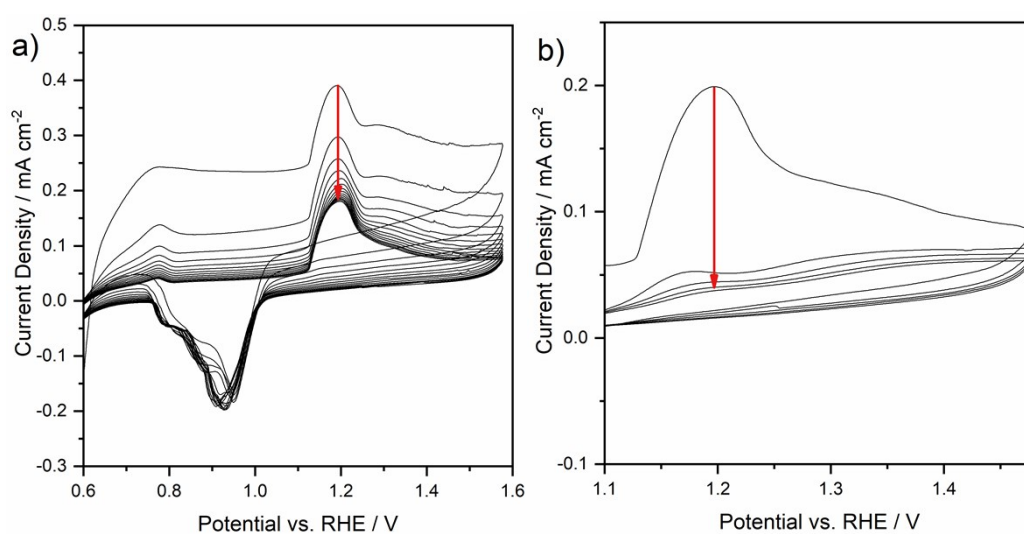 a)
Current Density / mA cm⁻²
0.5
0.4
0.3
0.2
0.1
0.0
-0.1
-0.2
-0.3
0.6 0.8 1.0 1.2 1.4 1.6
Potential vs. RHE / V
b)
Current Density / mA cm⁻²
0.2
0.1
0.0
-0.1
1.1 1.2 1.3 1.4
Potential vs. RHE / V